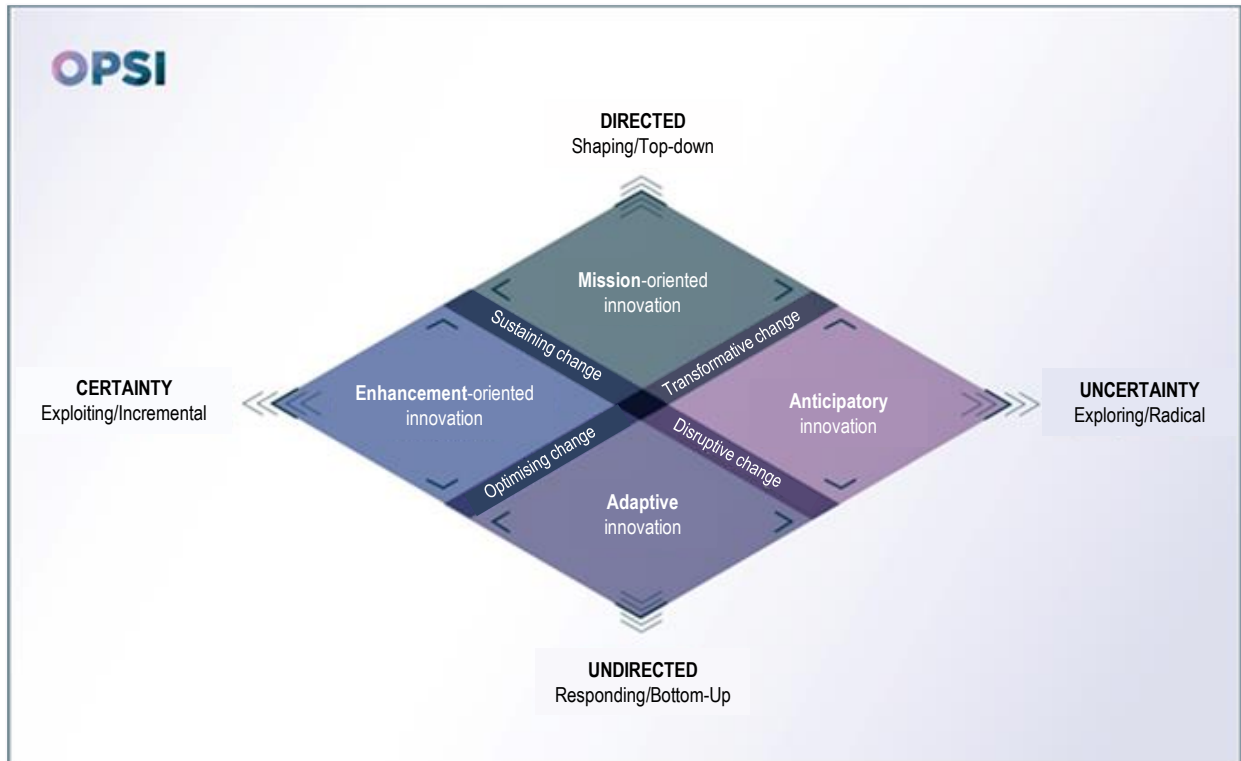 OPSI
DIRECTED
Shaping/Top-down
Mission-oriented
innovation
Sustaining change
Transformative change
CERTAINTY
Exploiting/Incremental
Enhancement-oriented
innovation
Anticipatory
innovation
UNCERTAINTY
Exploring/Radical
Optimising change
Disruptive change
Adaptive
innovation
UNDIRECTED
Responding/Bottom-Up